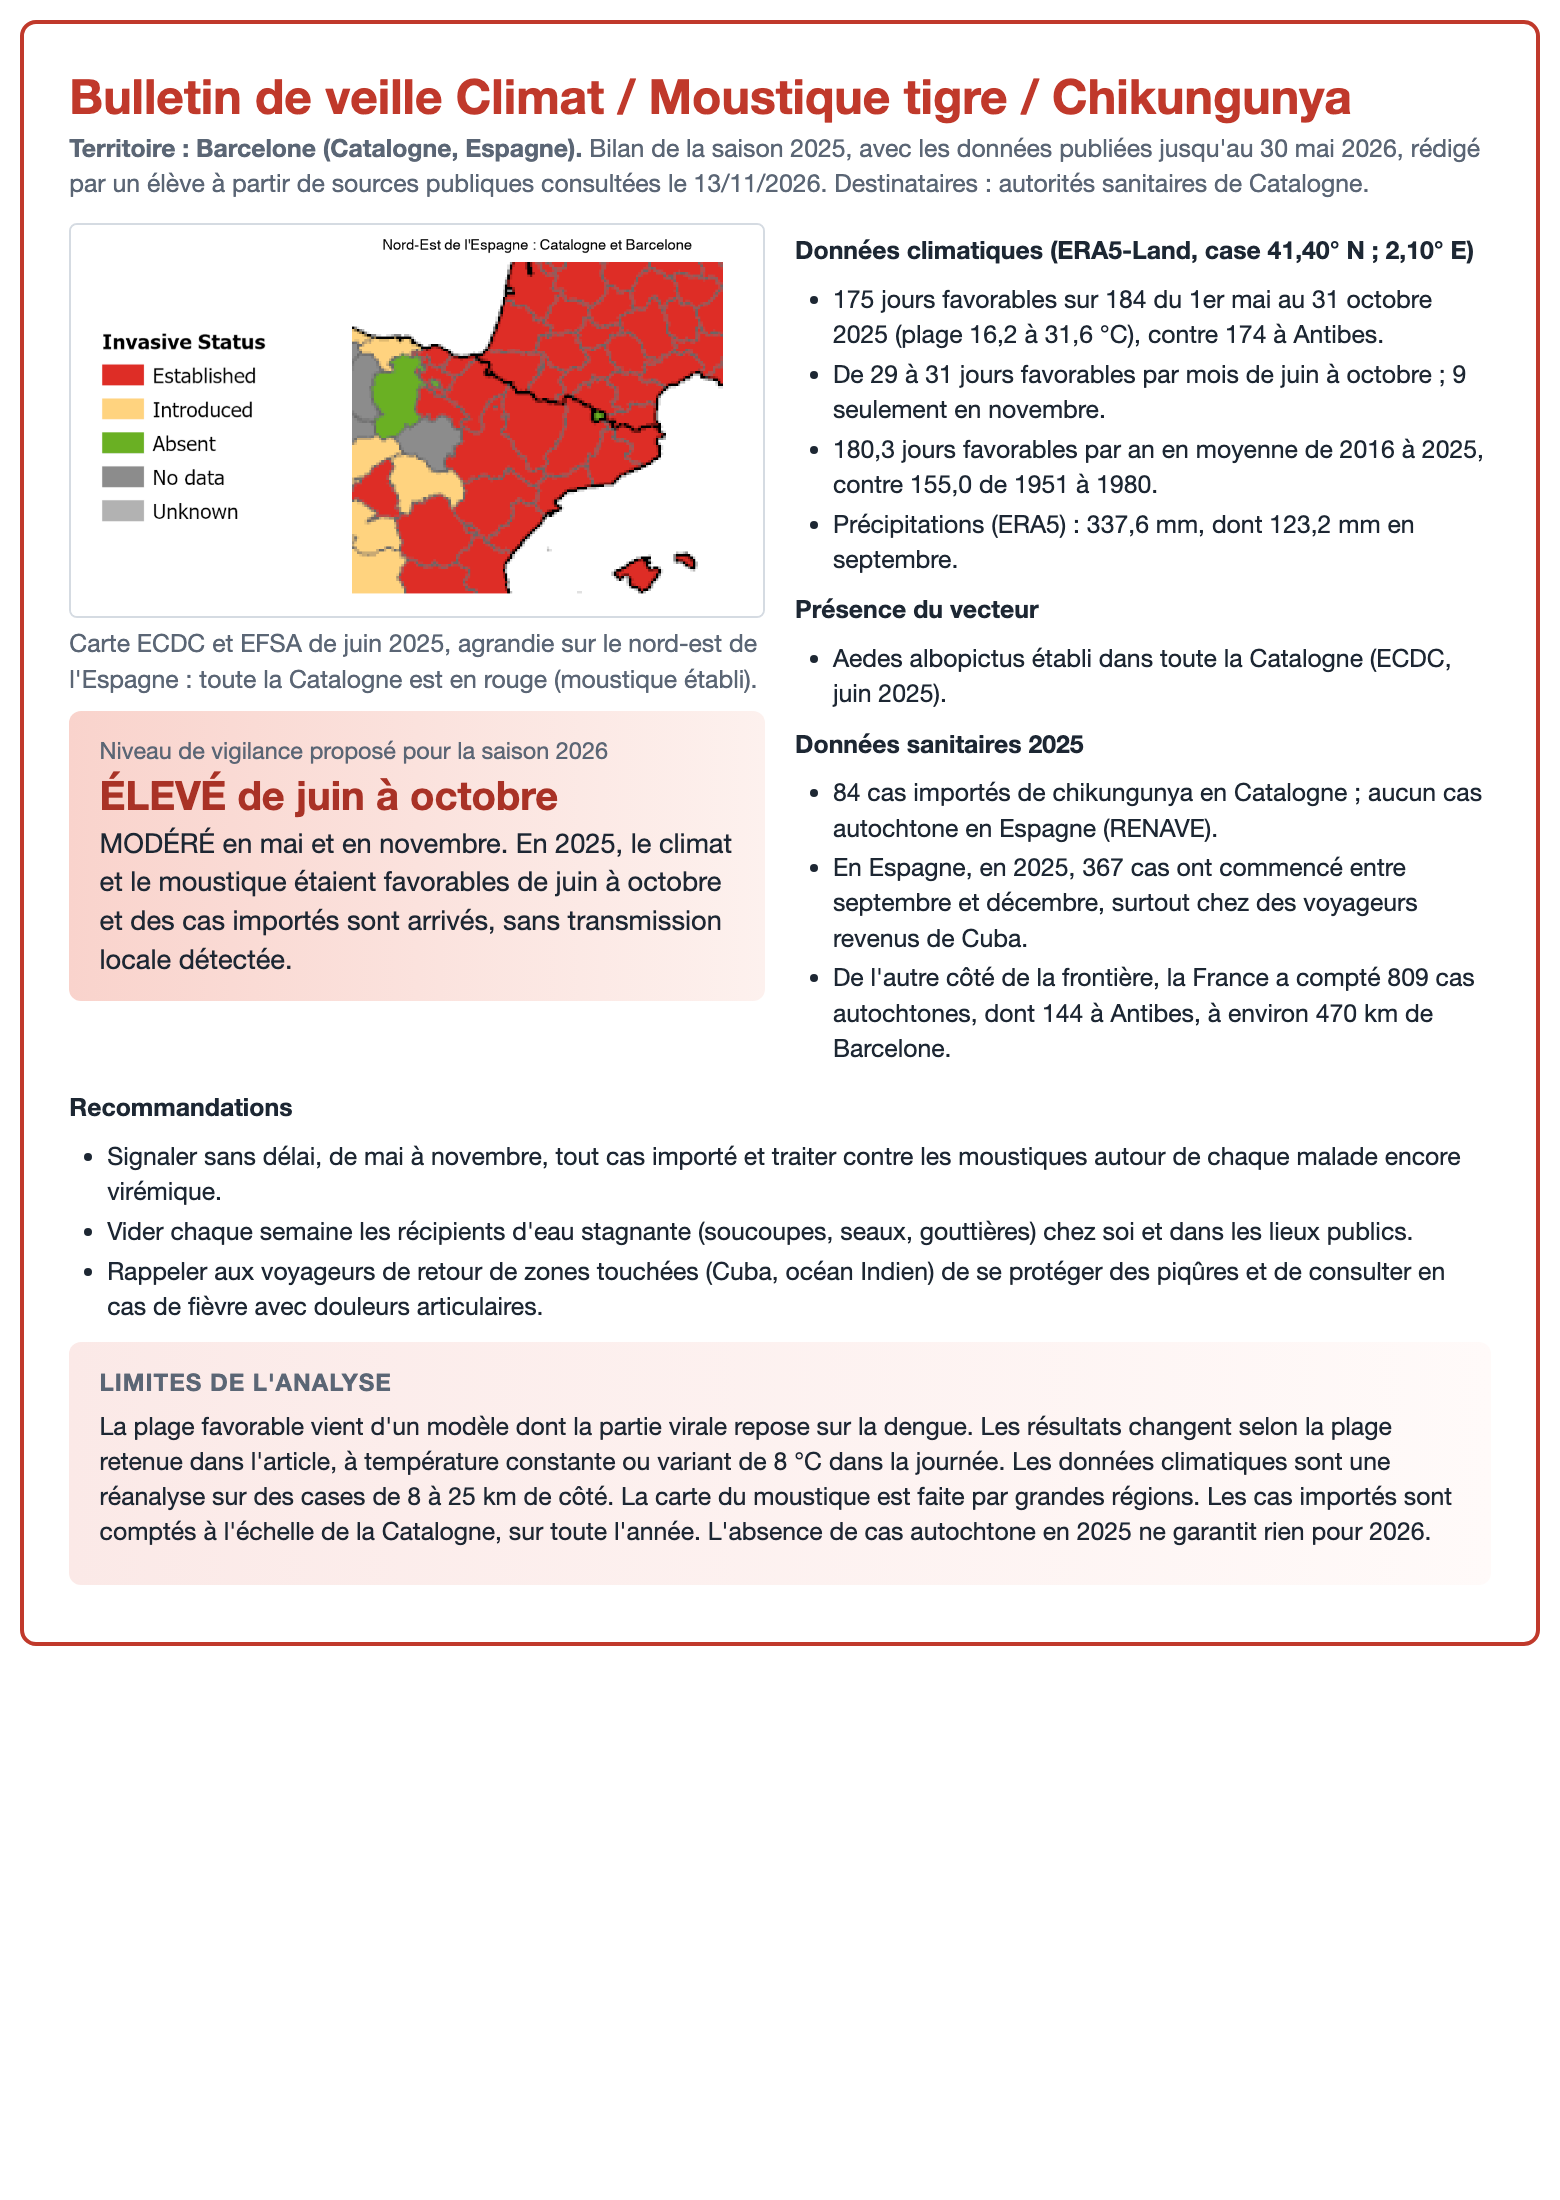 Bulletin de veille Climat / Moustique tigre / Chikungunya
Territoire : Barcelone (Catalogne, Espagne). Bilan de la saison 2025, avec les données publiées jusqu'au 30 mai 2026, rédigé
par un élève à partir de sources publiques consultées le 13/11/2026. Destinataires : autorités sanitaires de Catalogne.
Nord-Est de l'Espagne : Catalogne et Barcelone
Invasive Status
Established
Introduced
Absent
No data
Unknown
Carte ECDC et EFSA de juin 2025, agrandie sur le nord-est de
l'Espagne : toute la Catalogne est en rouge (moustique établi).
Niveau de vigilance proposé pour la saison 2026
ÉLEVÉ de juin à octobre
MODÉRÉ en mai et en novembre. En 2025, le climat
et le moustique étaient favorables de juin à octobre
et des cas importés sont arrivés, sans transmission
locale détectée.
Données climatiques (ERA5-Land, case 41,40° N ; 2,10° E)
• 175 jours favorables sur 184 du 1er mai au 31 octobre
2025 (plage 16,2 à 31,6 °C), contre 174 à Antibes.
• De 29 à 31 jours favorables par mois de juin à octobre ; 9
seulement en novembre.
• 180,3 jours favorables par an en moyenne de 2016 à 2025,
contre 155,0 de 1951 à 1980.
• Précipitations (ERA5) : 337,6 mm, dont 123,2 mm en
septembre.
Présence du vecteur
• Aedes albopictus établi dans toute la Catalogne (ECDC,
juin 2025).
Données sanitaires 2025
• 84 cas importés de chikungunya en Catalogne ; aucun cas
autochtone en Espagne (RENAVE).
• En Espagne, en 2025, 367 cas ont commencé entre
septembre et décembre, surtout chez des voyageurs
revenus de Cuba.
• De l'autre côté de la frontière, la France a compté 809 cas
autochtones, dont 144 à Antibes, à environ 470 km de
Barcelone.
Recommandations
• Signaler sans délai, de mai à novembre, tout cas importé et traiter contre les moustiques autour de chaque malade encore
virémique.
• Vider chaque semaine les récipients d'eau stagnante (soucoupes, seaux, gouttières) chez soi et dans les lieux publics.
• Rappeler aux voyageurs de retour de zones touchées (Cuba, océan Indien) de se protéger des piqûres et de consulter en
cas de fièvre avec douleurs articulaires.
LIMITES DE L'ANALYSE
La plage favorable vient d'un modèle dont la partie virale repose sur la dengue. Les résultats changent selon la plage
retenue dans l'article, à température constante ou variant de 8 °C dans la journée. Les données climatiques sont une
réanalyse sur des cases de 8 à 25 km de côté. La carte du moustique est faite par grandes régions. Les cas importés sont
comptés à l'échelle de la Catalogne, sur toute l'année. L'absence de cas autochtone en 2025 ne garantit rien pour 2026.